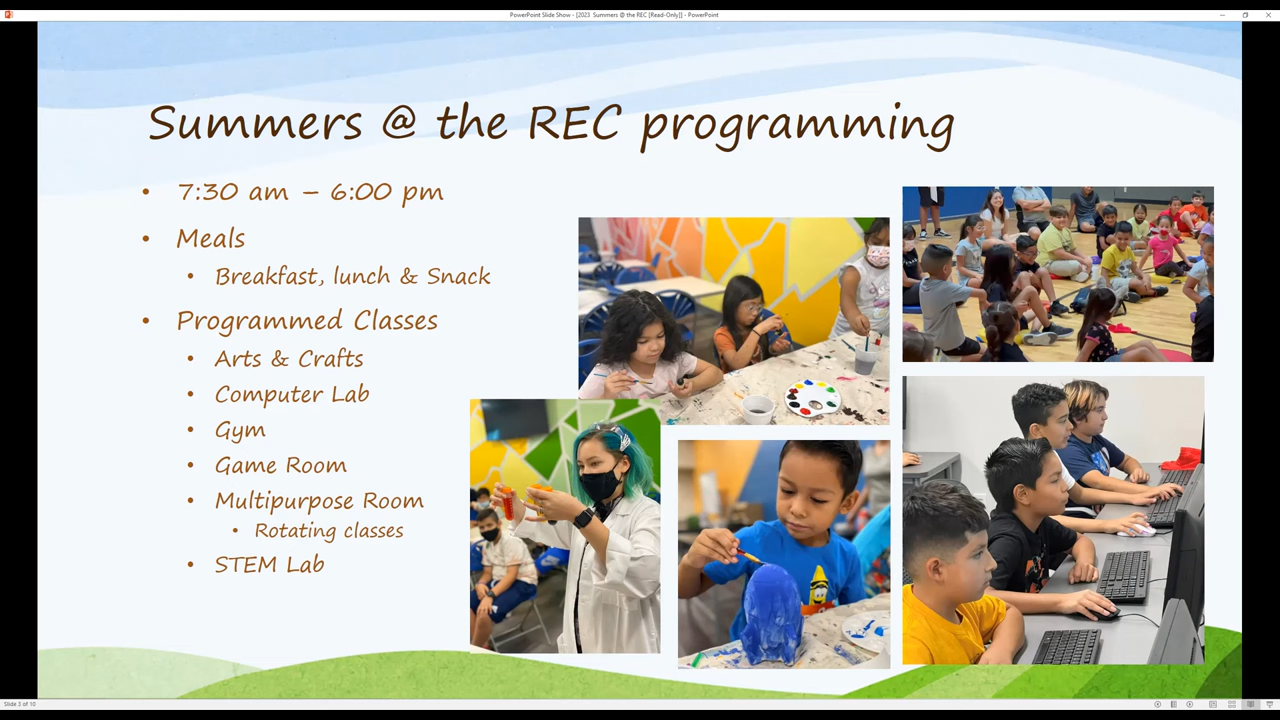 PowerPoint Slide Show - [2023 Summers @ the REC [Read-Only]] - PowerPoint
Summers @ the REC programming
• 7:30 am – 6:00 pm
• Meals
• Breakfast, lunch & Snack
• Programmed Classes
• Arts & Crafts
• Computer Lab
• Gym
• Game Room
• Multipurpose Room
• Rotating classes
• STEM Lab
Slide 3 of 10